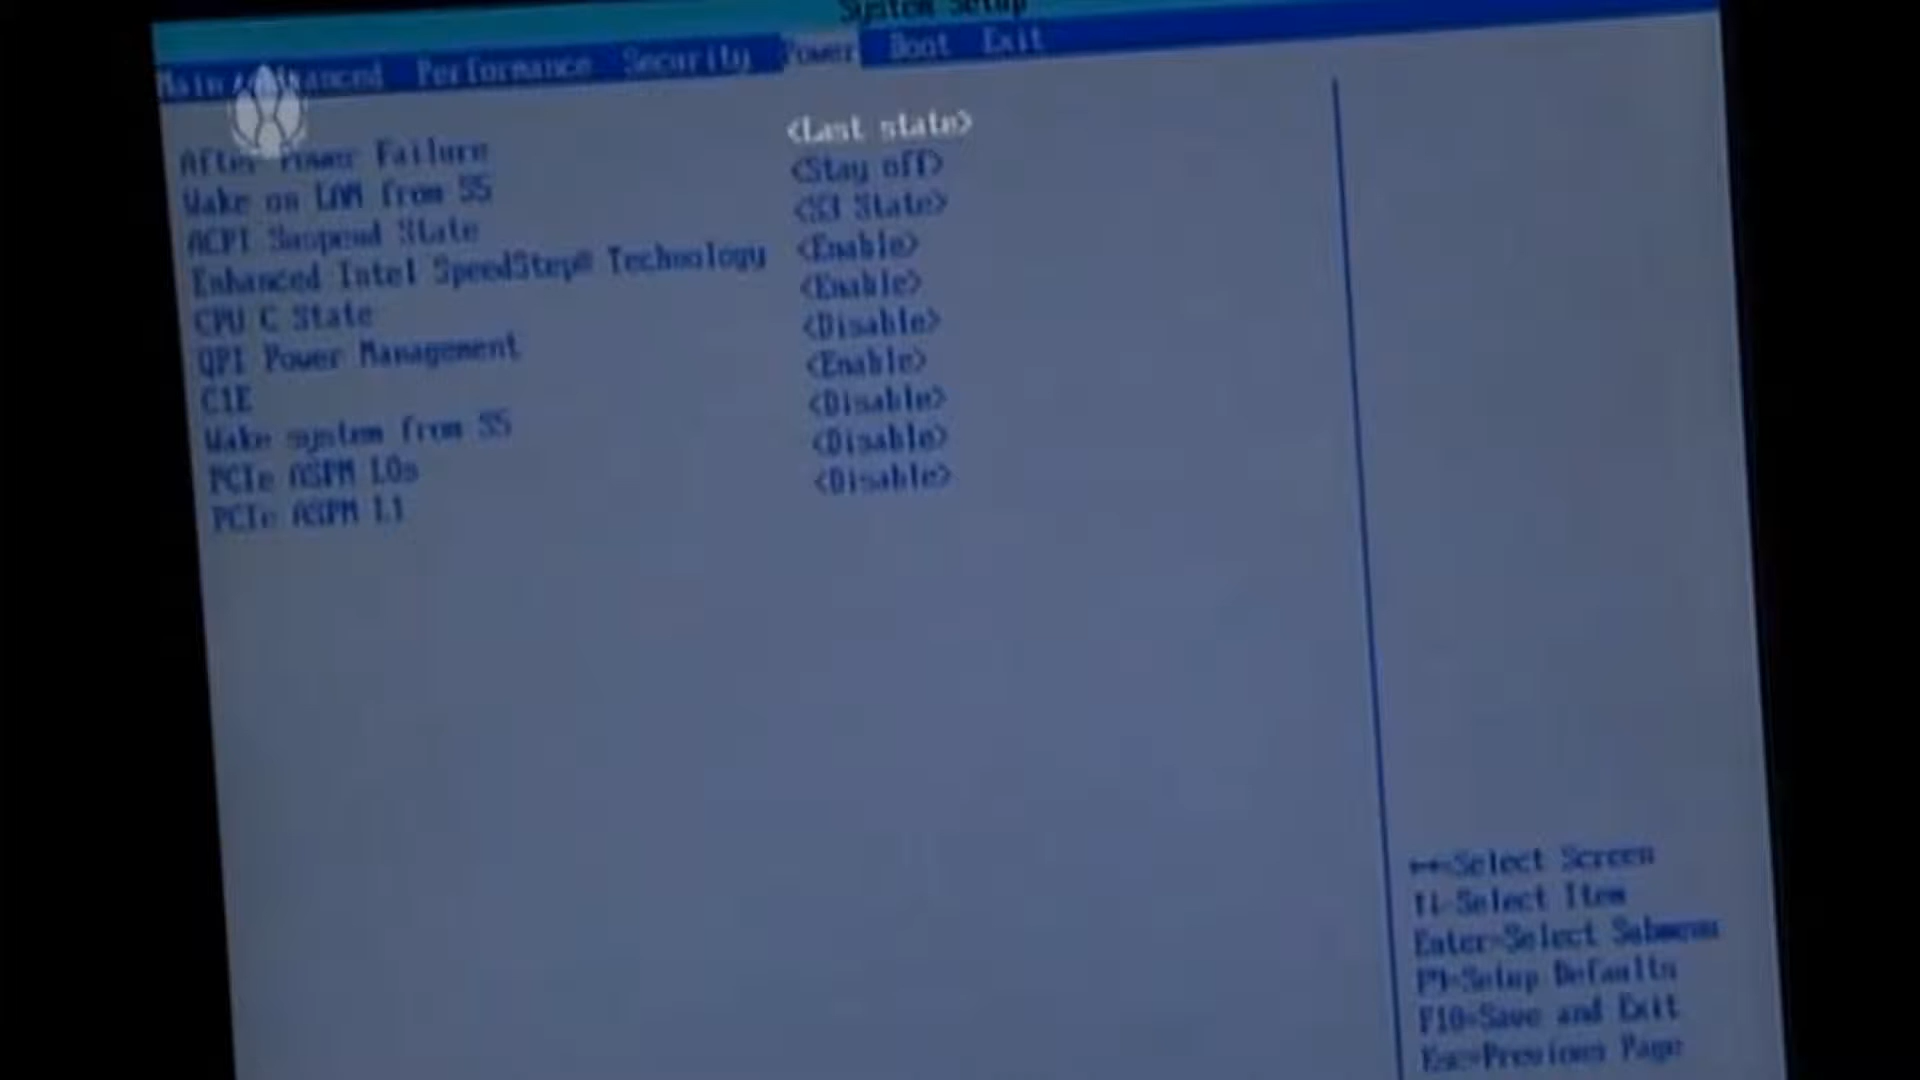 System Setup
Main Advanced Performance Security Power Boot Exit
After Power Failure <Last state>
Wake on LAN from S5 <Stay off>
ACPI Suspend State <S3 State>
Enhanced Intel SpeedStep® Technology <Enable>
CPU C State <Enable>
QPI Power Management <Disable>
C1E <Enable>
Wake system from S5 <Disable>
PCIe ASPM L0s <Disable>
PCIe ASPM L1 <Disable>
←→=Select Screen
↑↓=Select Item
Enter=Select Submenu
F9=Setup Defaults
F10=Save and Exit
Esc=Previous Page